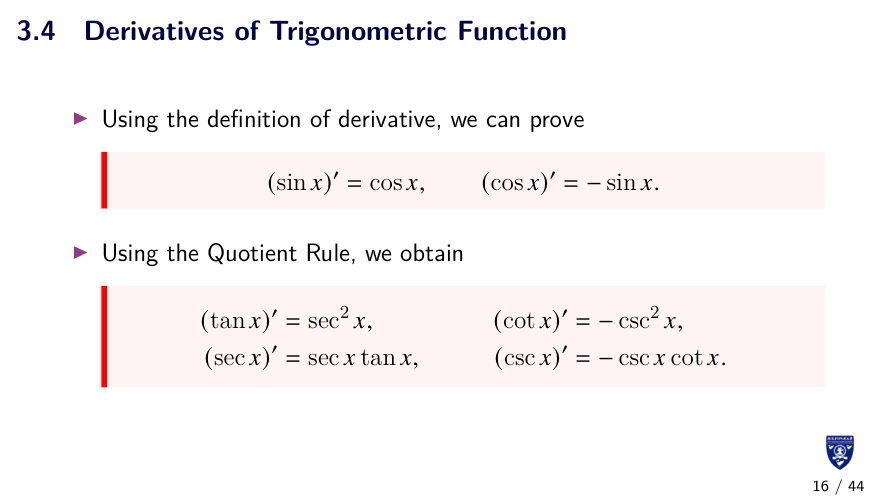 3.4 Derivatives of Trigonometric Function
▶ Using the definition of derivative, we can prove
(sin x)′ = cos x, (cos x)′ = − sin x.
▶ Using the Quotient Rule, we obtain
(tan x)′ = sec² x, (cot x)′ = − csc² x,
(sec x)′ = sec x tan x, (csc x)′ = − csc x cot x.
16 / 44